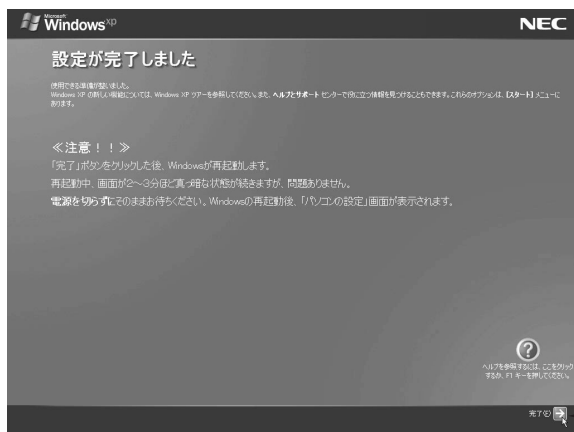 Microsoft
Windows xp
NEC
設定が完了しました
使用できる準備が整いました。
Windows XP の新しい機能については、Windows XP ツアーを参照してください。また、ヘルプとサポート センターで役に立つ情報を見つけることもできます。これらのオプションは、[スタート] メニューに
あります。
≪注意！！≫
「完了」ボタンをクリックした後、Windowsが再起動します。
再起動中、画面が2～3分ほど真っ暗な状態が続きますが、問題ありません。
電源を切らずにそのままお待ちください。Windowsの再起動後、「パソコンの設定」画面が表示されます。
?
ヘルプを参照するには、ここをクリック
するか、F1 キーを押してください。
完了(F)